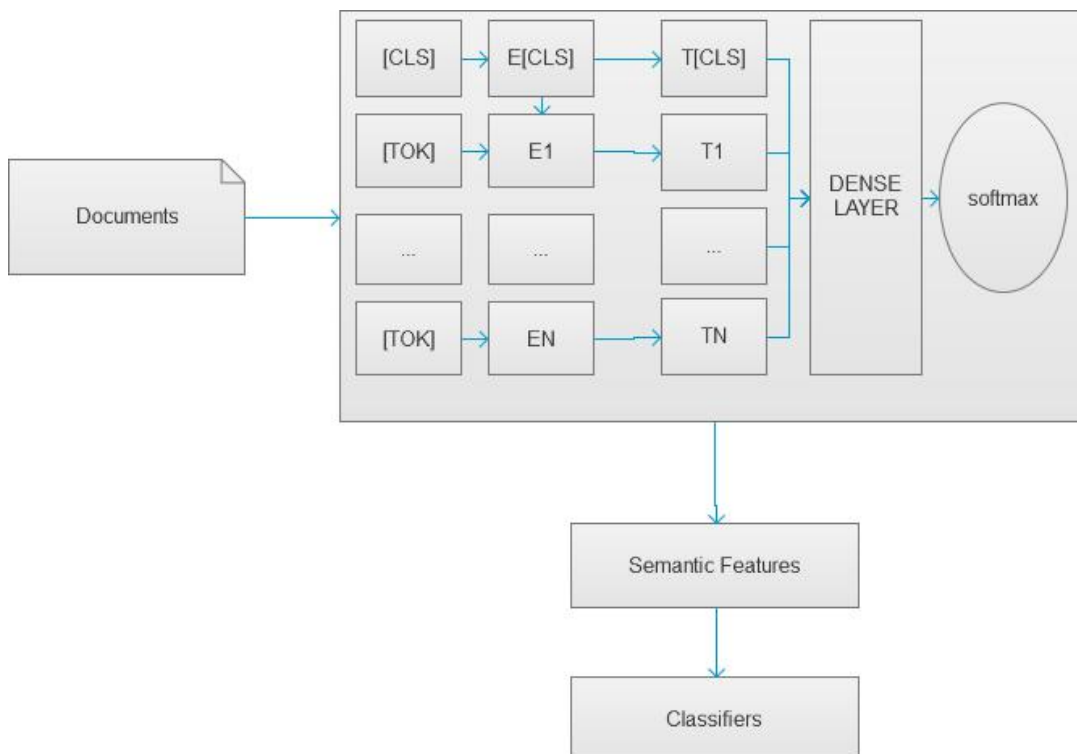 [CLS]
E[CLS]
T[CLS]
[TOK]
E1
T1
Documents
DENSE
LAYER
softmax
...
...
...
[TOK]
EN
TN
Semantic Features
Classifiers